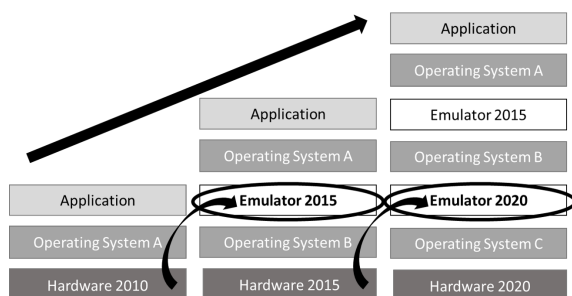 Application
Operating System A
Application
Emulator 2015
Operating System A
Operating System B
Application
Emulator 2015
Emulator 2020
Operating System A
Operating System B
Operating System C
Hardware 2010
Hardware 2015
Hardware 2020